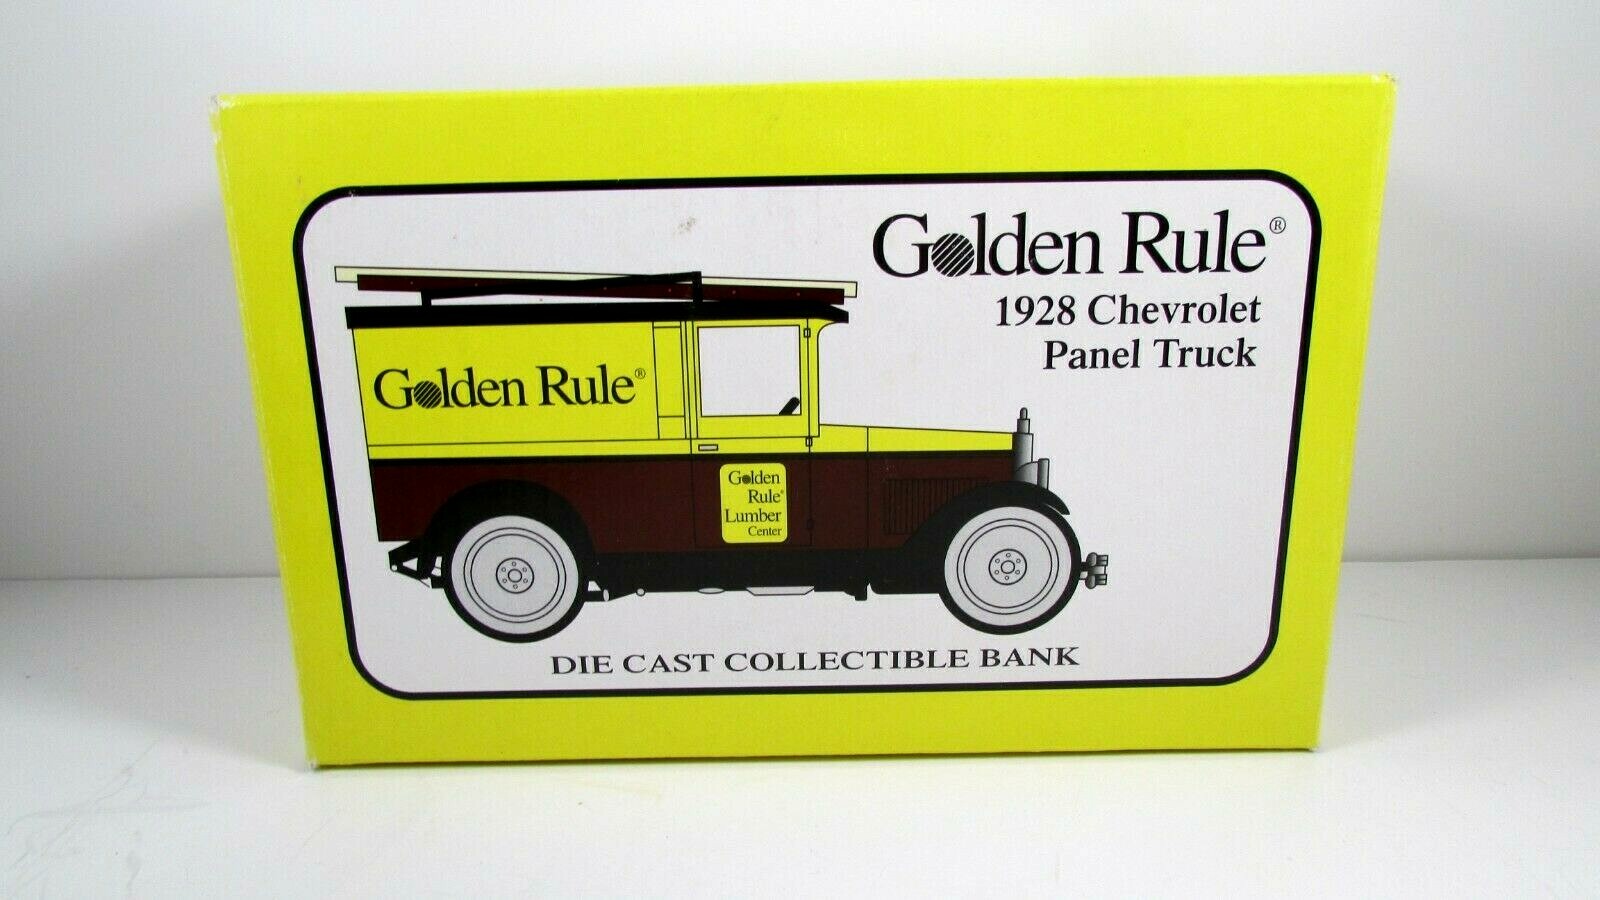 Golden Rule®
1928 Chevrolet
Panel Truck
Golden Rule®
Golden
Rule®
Lumber
Center
DIE CAST COLLECTIBLE BANK